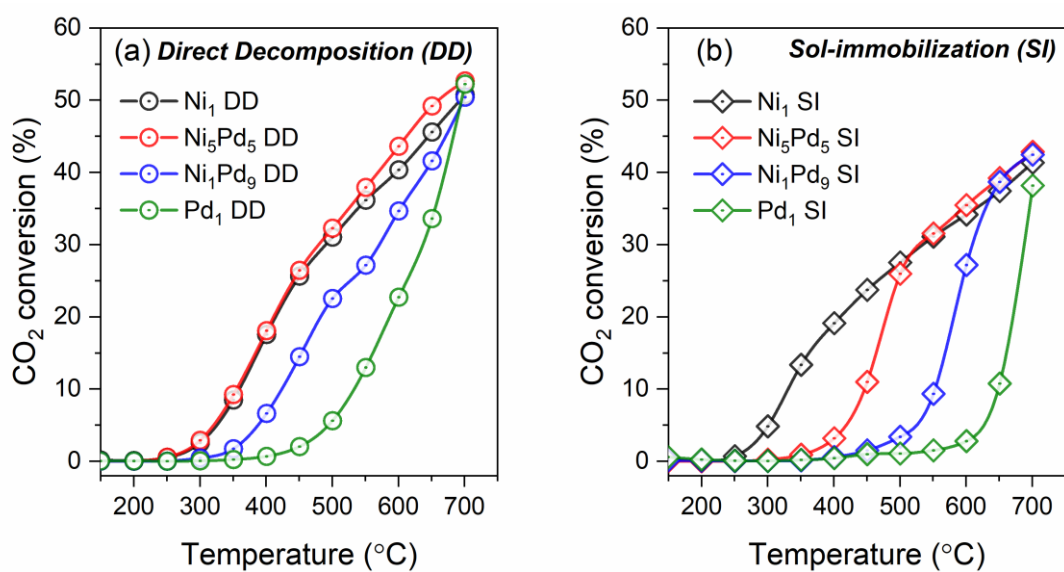 (a) Direct Decomposition (DD)
Ni₁ DD
Ni₅Pd₅ DD
Ni₁Pd₉ DD
Pd₁ DD
60
50
40
30
20
10
0
CO₂ conversion (%)
200 300 400 500 600 700
Temperature (°C)
(b) Sol-immobilization (SI)
Ni₁ SI
Ni₅Pd₅ SI
Ni₁Pd₉ SI
Pd₁ SI
60
50
40
30
20
10
0
CO₂ conversion (%)
200 300 400 500 600 700
Temperature (°C)